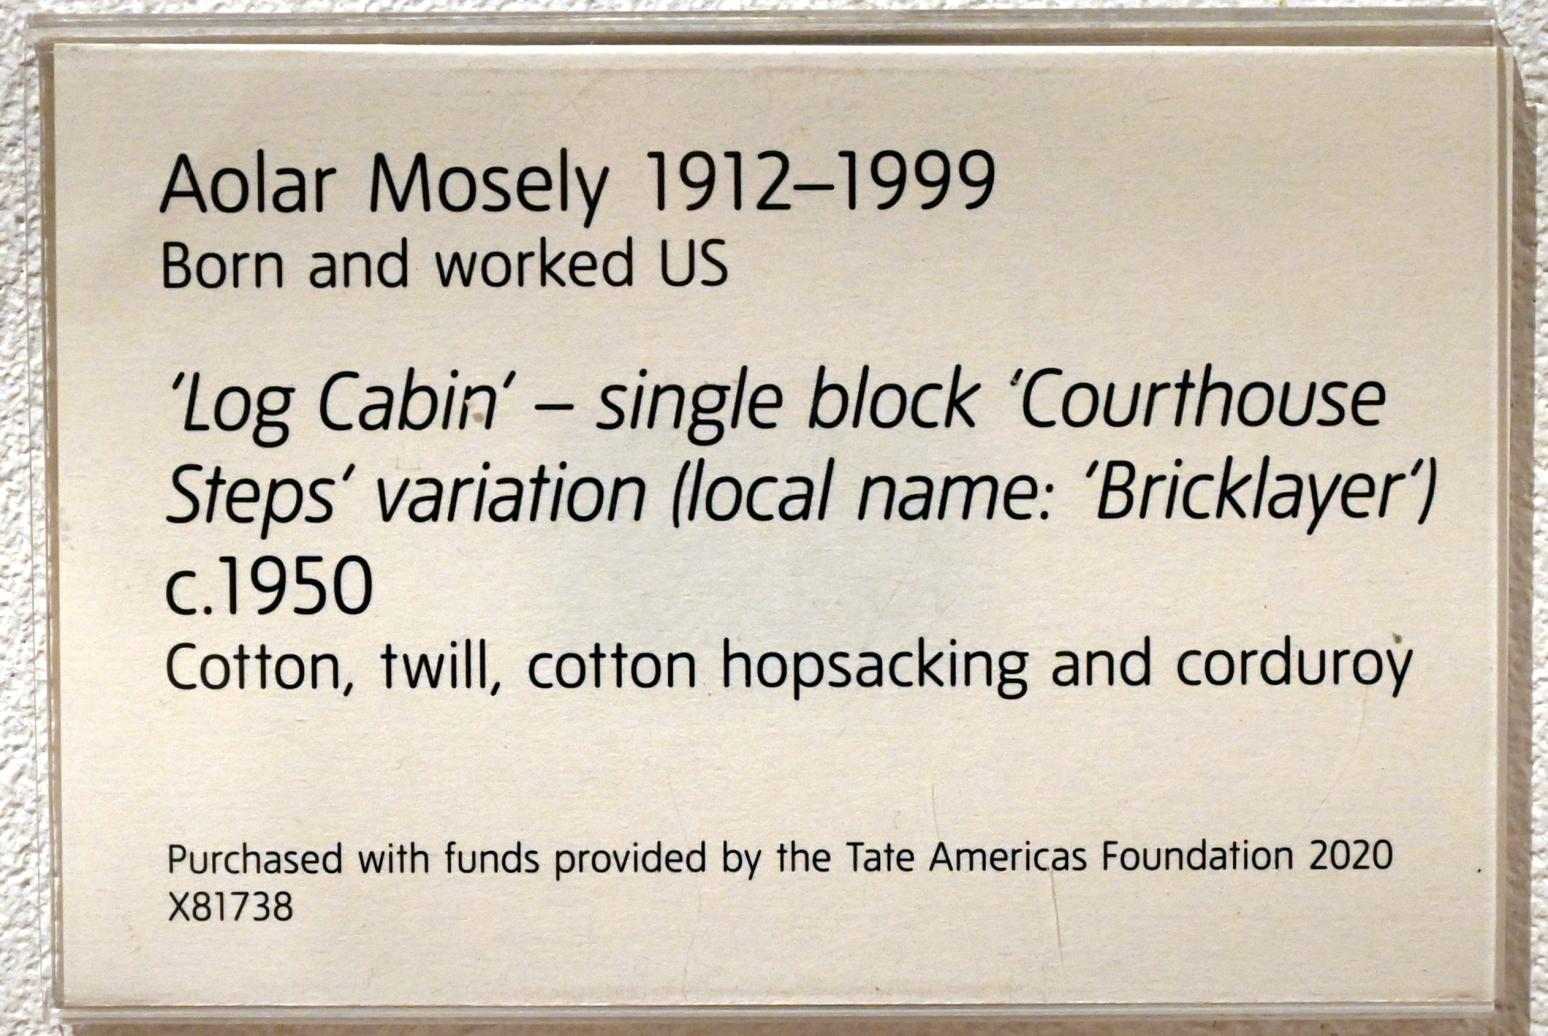 Aolar Mosely 1912–1999
Born and worked US
‘Log Cabin’ – single block ‘Courthouse
Steps’ variation (local name: ‘Bricklayer‘)
c.1950
Cotton, twill, cotton hopsacking and corduroy
Purchased with funds provided by the Tate Americas Foundation 2020
X81738